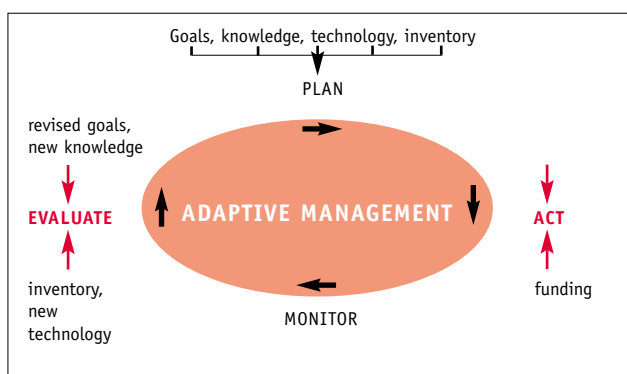 Goals, knowledge, technology, inventory
PLAN
revised goals,
new knowledge
EVALUATE
ADAPTIVE MANAGEMENT
ACT
inventory,
new
technology
funding
MONITOR